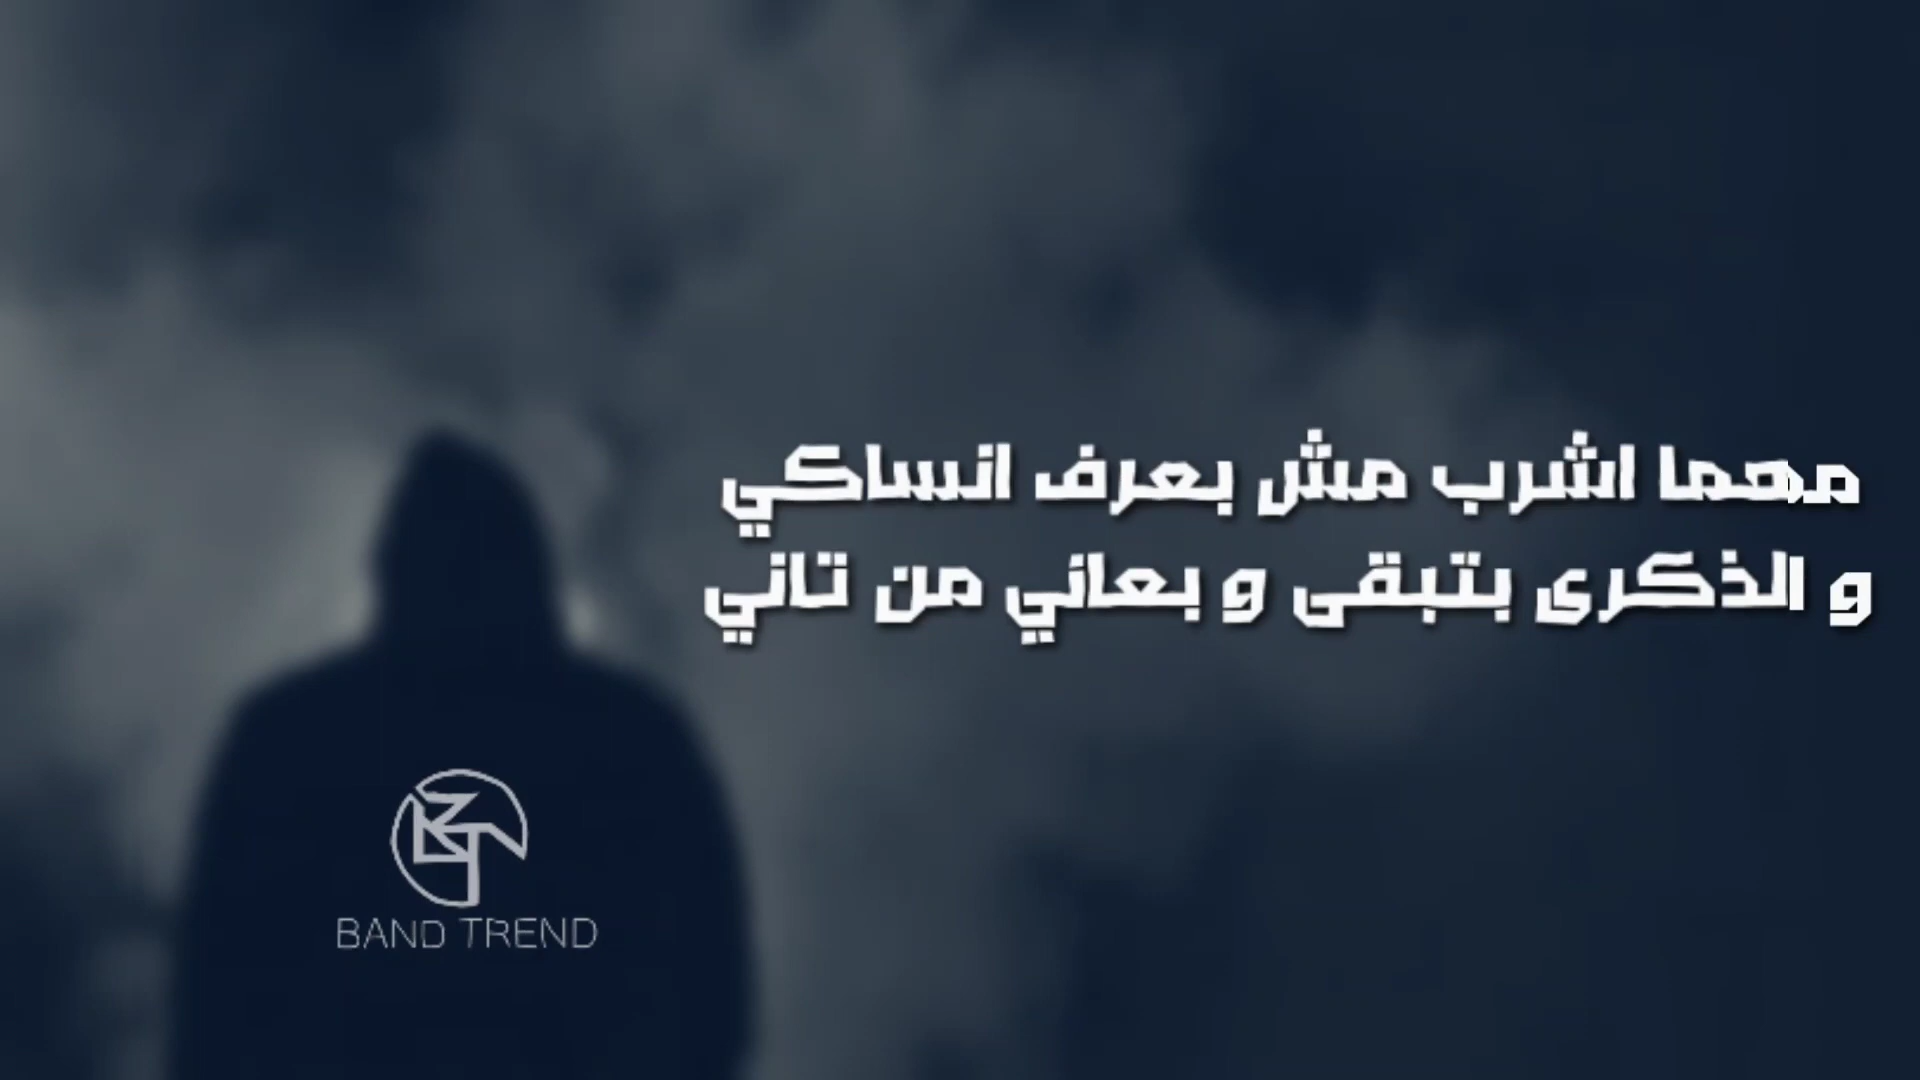 مهما اشرب مش بعرف انساكي
و الذكرى بتبقى و بعاني من تاني
BAND TREND